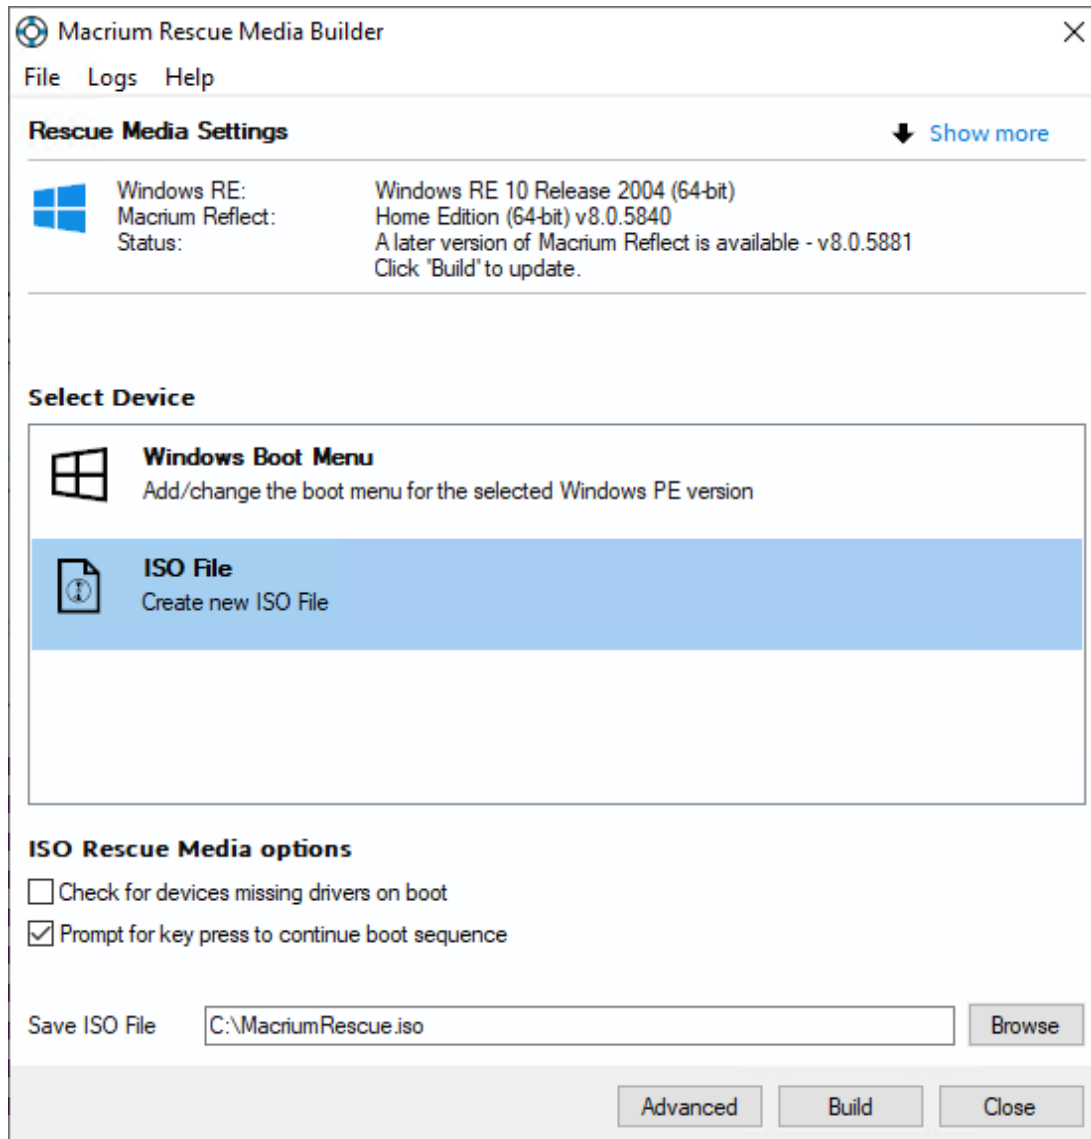 Macrium Rescue Media Builder
File Logs Help
Rescue Media Settings
Show more
Windows RE: Windows RE 10 Release 2004 (64-bit)
Macrium Reflect: Home Edition (64-bit) v8.0.5840
Status: A later version of Macrium Reflect is available - v8.0.5881
Click 'Build' to update.
Select Device
Windows Boot Menu
Add/change the boot menu for the selected Windows PE version
ISO File
Create new ISO File
ISO Rescue Media options
Check for devices missing drivers on boot
Prompt for key press to continue boot sequence
Save ISO File C:\MacriumRescue.iso Browse
Advanced Build Close